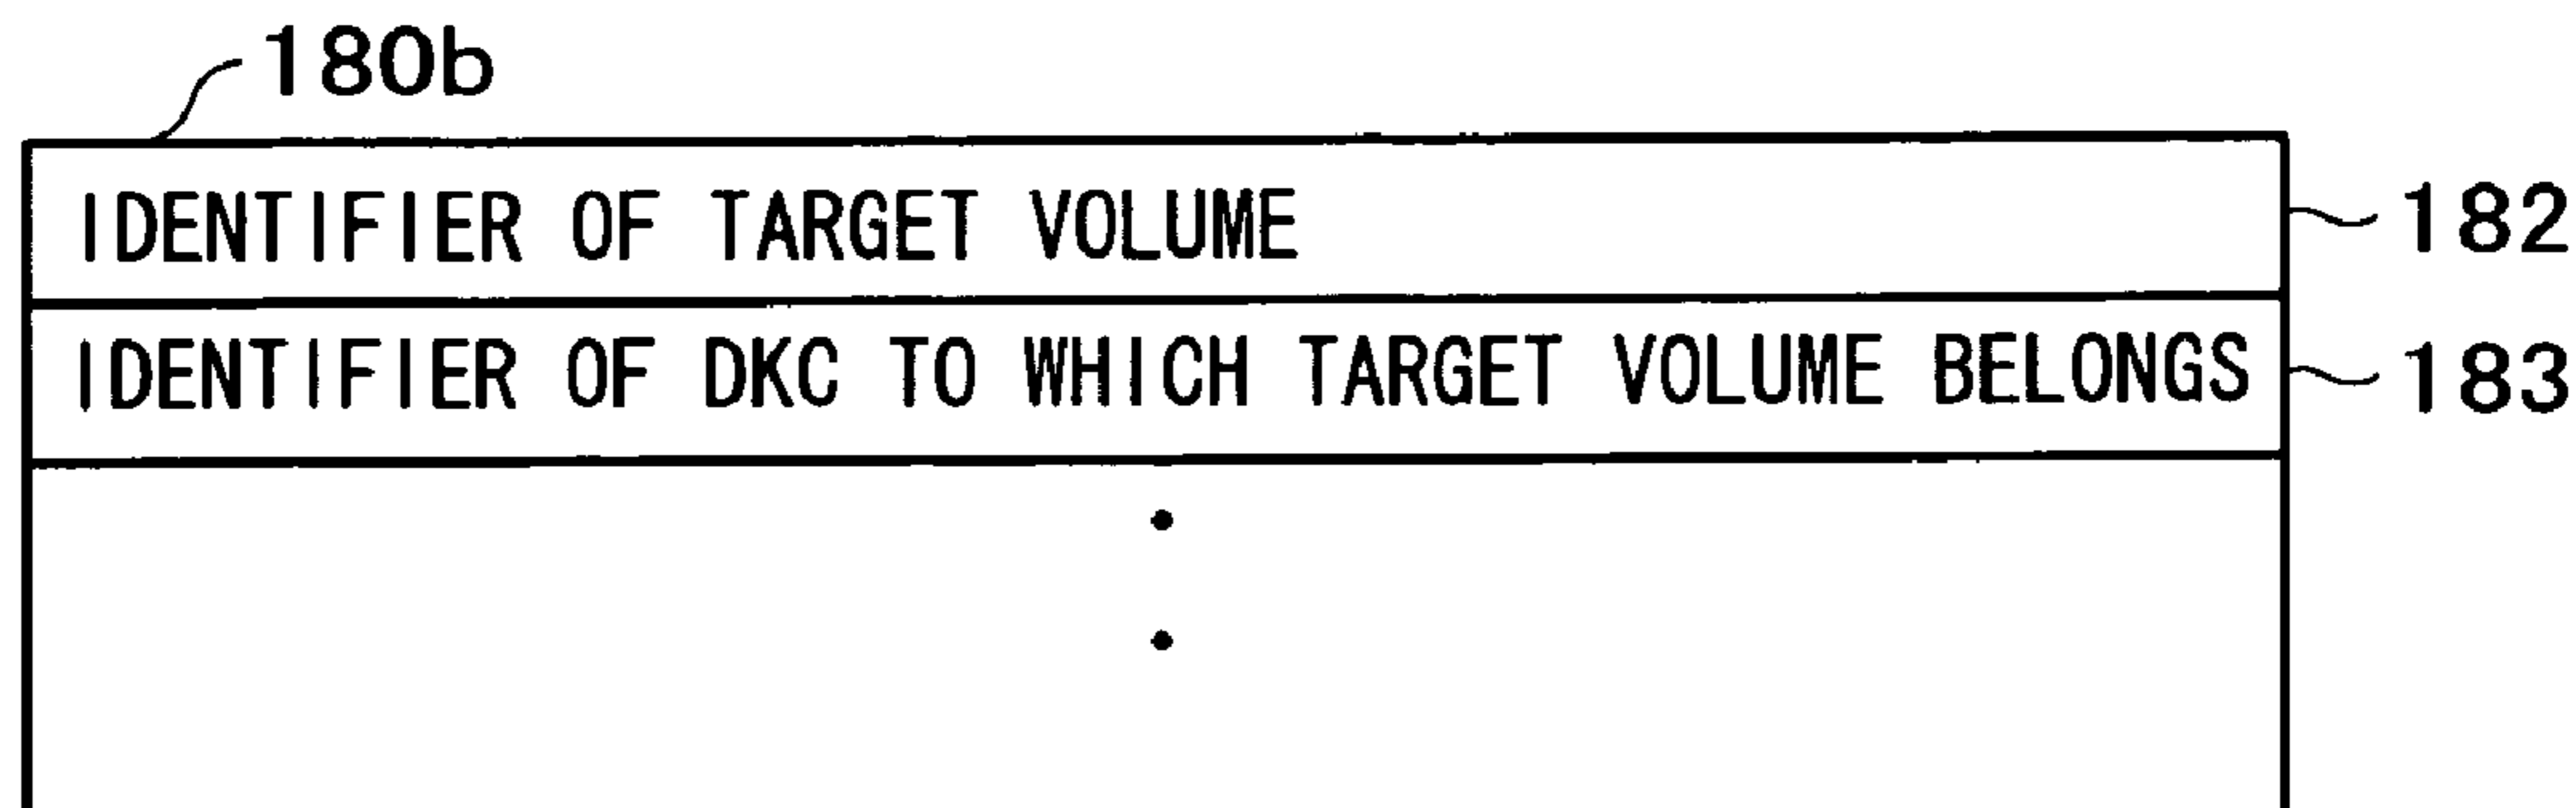 180b
IDENTIFIER OF TARGET VOLUME 182
IDENTIFIER OF DKC TO WHICH TARGET VOLUME BELONGS 183